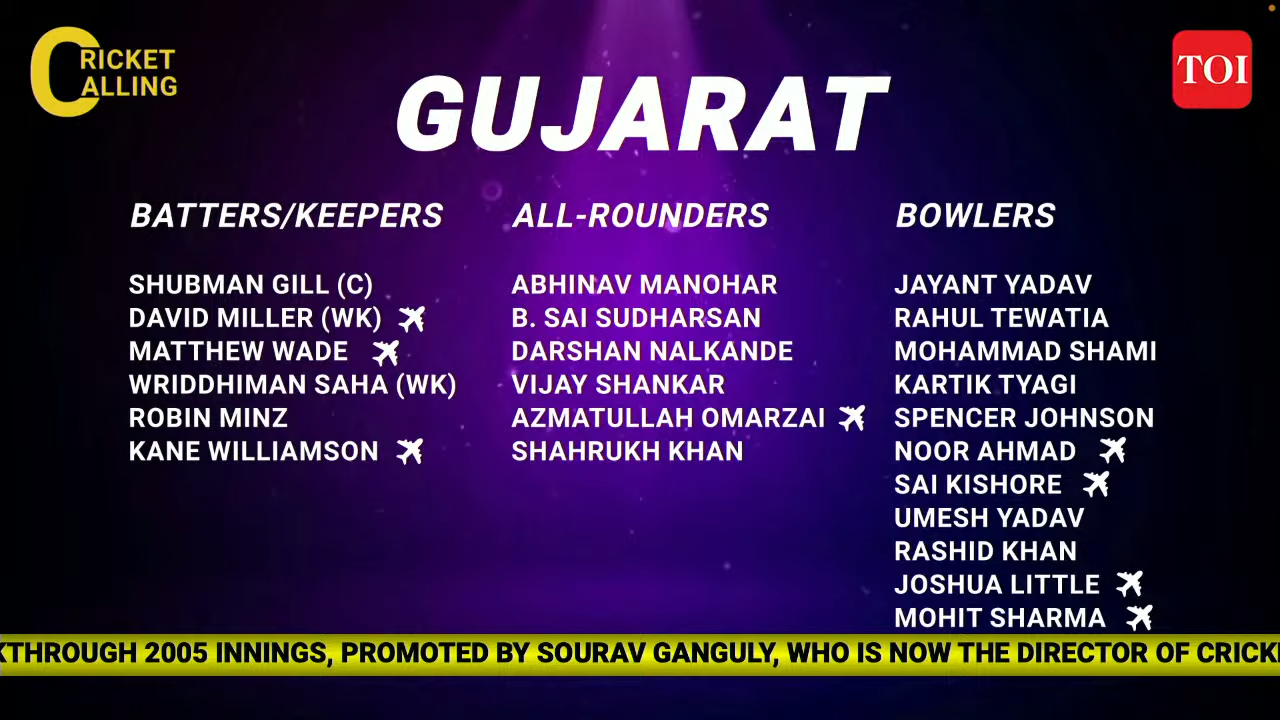 CRICKET
CALLING
TOI
GUJARAT
BATTERS/KEEPERS
SHUBMAN GILL (C)
DAVID MILLER (WK)
MATTHEW WADE
WRIDDHIMAN SAHA (WK)
ROBIN MINZ
KANE WILLIAMSON
ALL-ROUNDERS
ABHINAV MANOHAR
B. SAI SUDHARSAN
DARSHAN NALKANDE
VIJAY SHANKAR
AZMATULLAH OMARZAI
SHAHRUKH KHAN
BOWLERS
JAYANT YADAV
RAHUL TEWATIA
MOHAMMAD SHAMI
KARTIK TYAGI
SPENCER JOHNSON
NOOR AHMAD
SAI KISHORE
UMESH YADAV
RASHID KHAN
JOSHUA LITTLE
MOHIT SHARMA
KTHROUGH 2005 INNINGS, PROMOTED BY SOURAV GANGULY, WHO IS NOW THE DIRECTOR OF CRICK